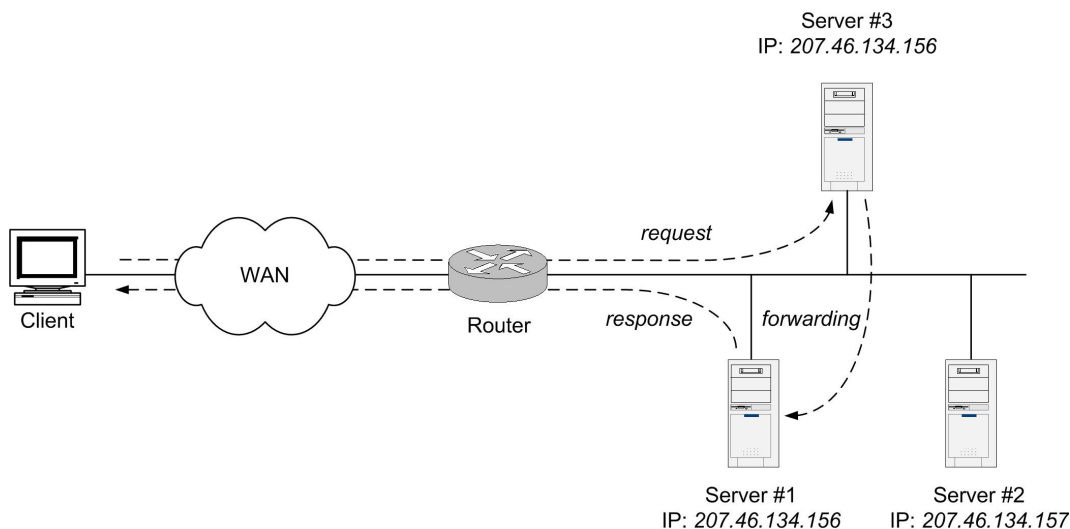 Server #3
IP: 207.46.134.156
request
WAN
Client
Router
response
forwarding
Server #1
IP: 207.46.134.156
Server #2
IP: 207.46.134.157